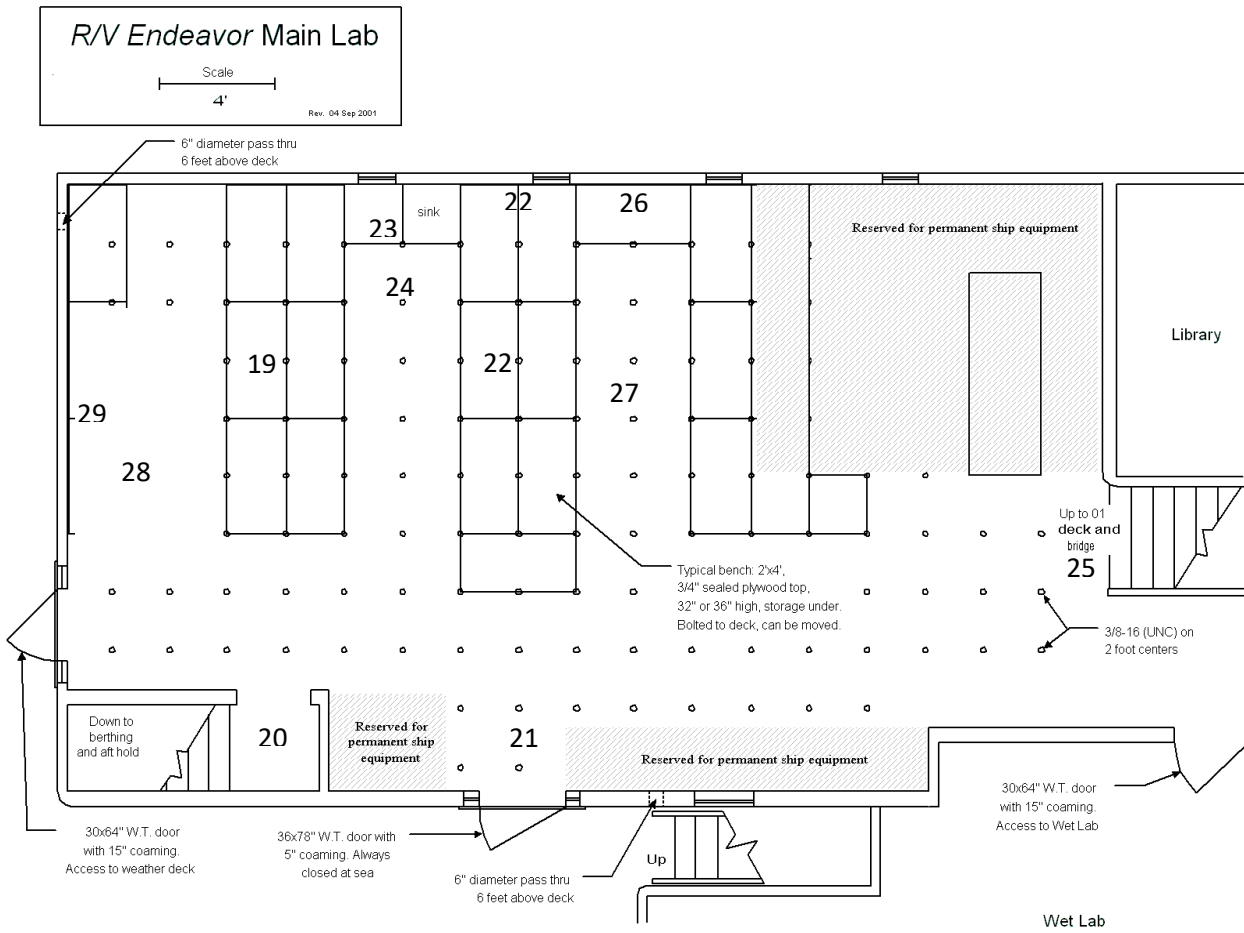 R/V Endeavor Main Lab
Scale
4'
Rev. 04 Sep 2001
6" diameter pass thru
6 feet above deck
22
26
sink
23
Reserved for permanent ship equipment
24
Library
19
22
27
29
28
Up to 01
deck and
bridge
25
Typical bench: 2'x4',
3/4" sealed plywood top,
32" or 36" high, storage under.
Bolted to deck, can be moved.
3/8-16 (UNC) on
2 foot centers
Down to
berthing
and aft hold
20
Reserved for
permanent ship
equipment
21
Reserved for permanent ship equipment
30x64" W.T. door
with 15" coaming.
Access to weather deck
36x78" W.T. door with
5" coaming. Always
closed at sea
6" diameter pass thru
6 feet above deck
Up
30x64" W.T. door
with 15" coaming.
Access to Wet Lab
Wet Lab